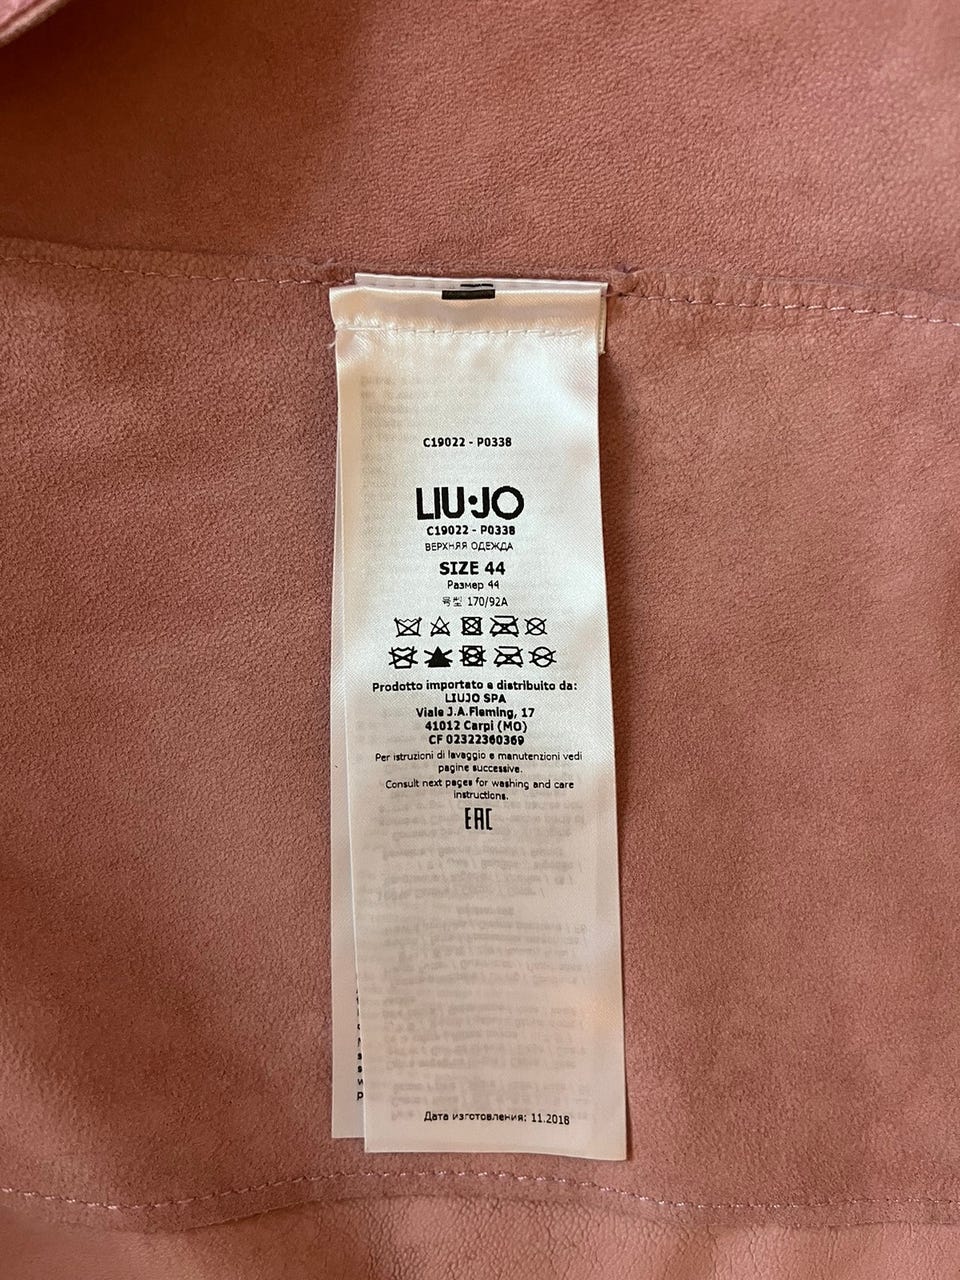 C19022 - P0338
LIU·JO
C19022 - P0338
ВЕРХНЯЯ ОДЕЖДА
SIZE 44
Размер 44
号型 170/92A
Prodotto importato e distribuito da:
LIUJO SPA
Viale J.A.Fleming, 17
41012 Carpi (MO)
CF 02322360369
Per istruzioni di lavaggio e manutenzioni vedi
pagine successive.
Consult next pages for washing and care
instructions.
EAC
Дата изготовления: 11.2018